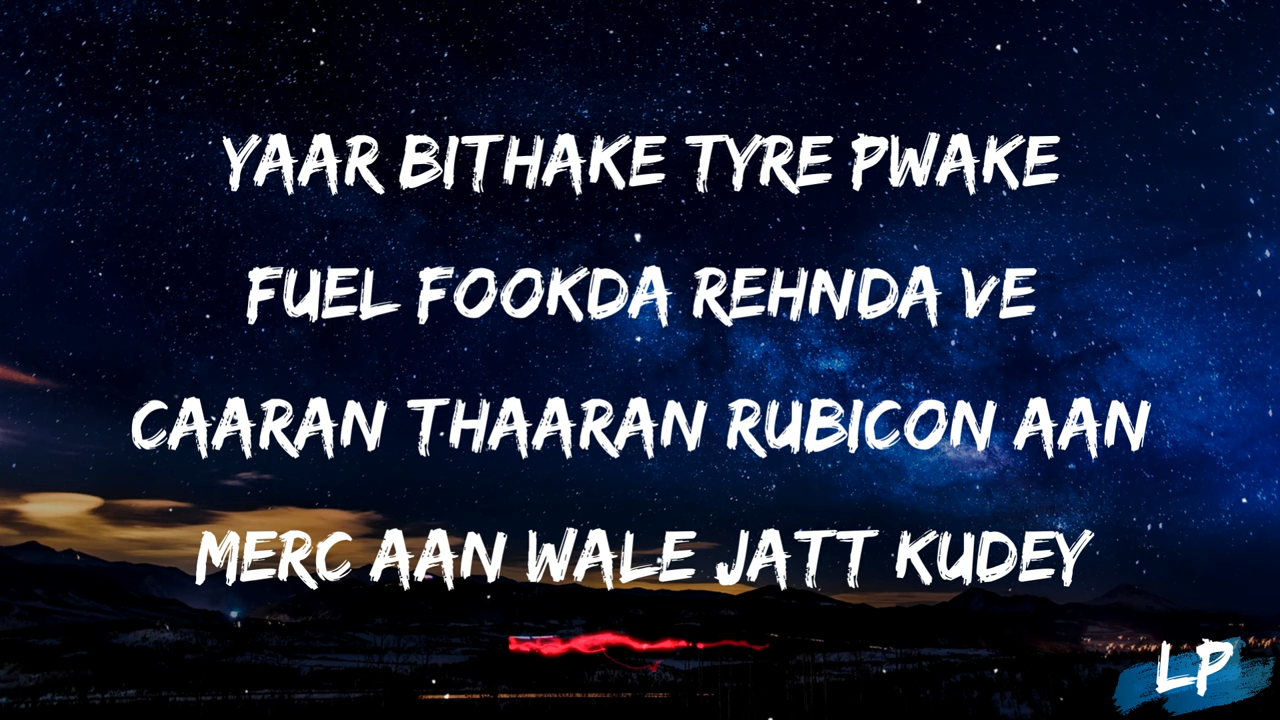 YAAR BITHAKE TYRE PWAKE
FUEL FOOKDA REHNDA VE
CAARAN THAARAN RUBICON AAN
MERC AAN WALE JATT KUDEY
LP